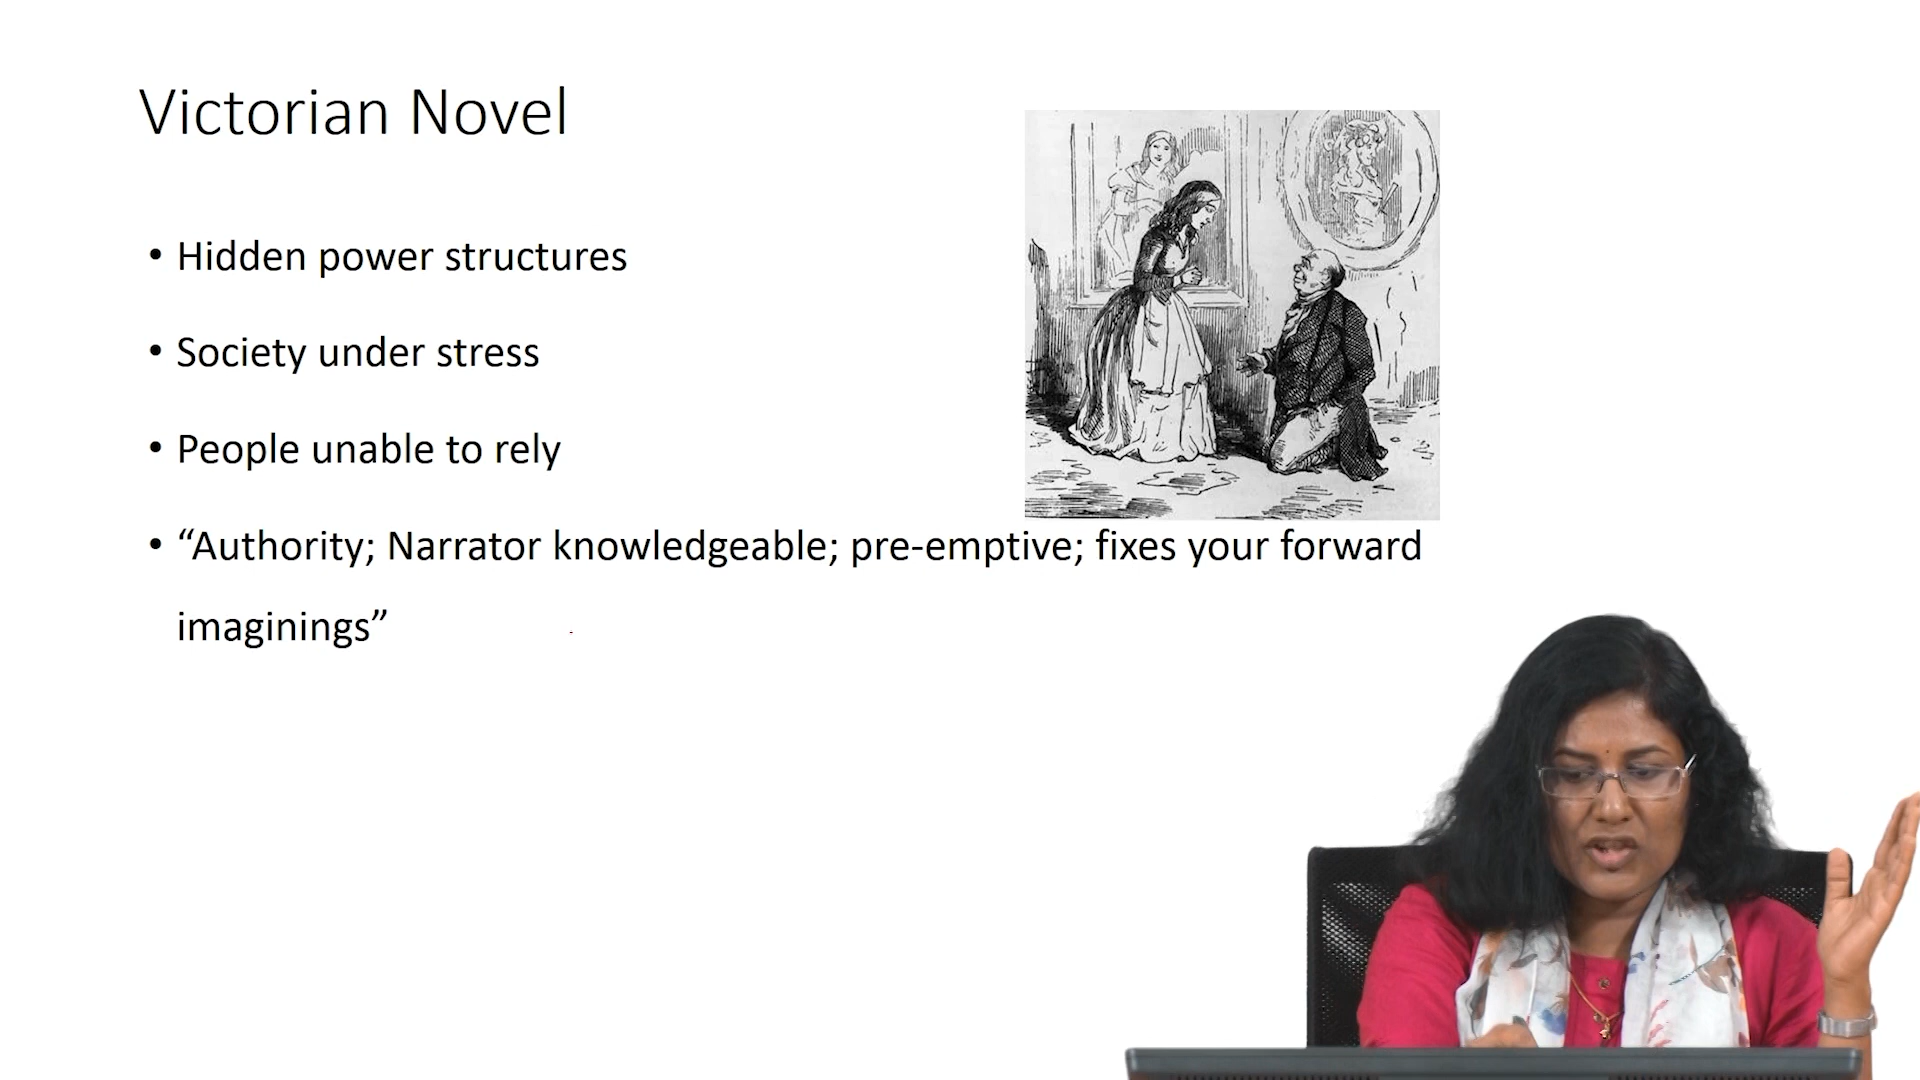 Victorian Novel
• Hidden power structures
• Society under stress
• People unable to rely
• “Authority; Narrator knowledgeable; pre-emptive; fixes your forward
imaginings”